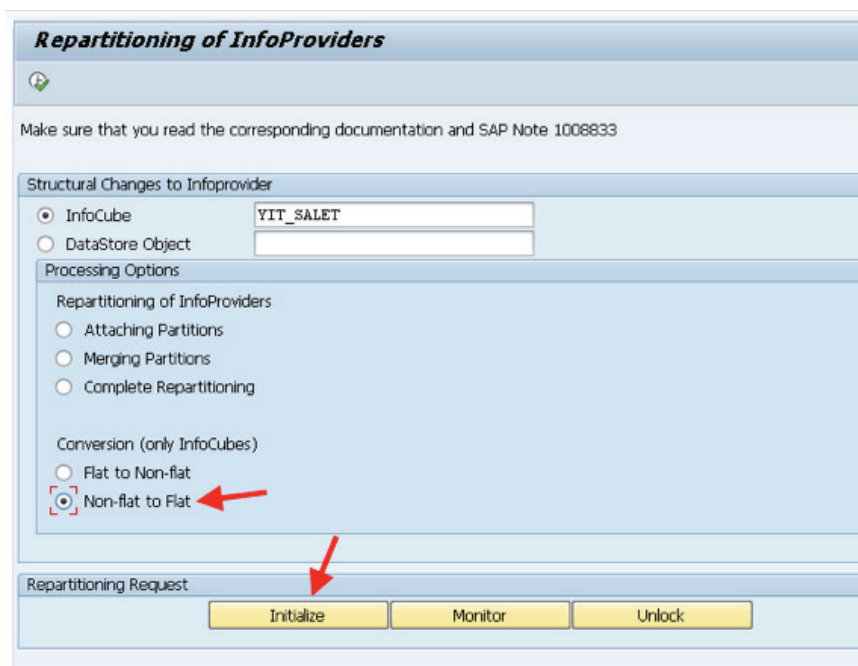 Repartitioning of InfoProviders
Make sure that you read the corresponding documentation and SAP Note 1008833
Structural Changes to Infoprovider
InfoCube YIT_SALET
DataStore Object
Processing Options
Repartitioning of InfoProviders
Attaching Partitions
Merging Partitions
Complete Repartitioning
Conversion (only InfoCubes)
Flat to Non-flat
Non-flat to Flat
Repartitioning Request
Initialize Monitor Unlock